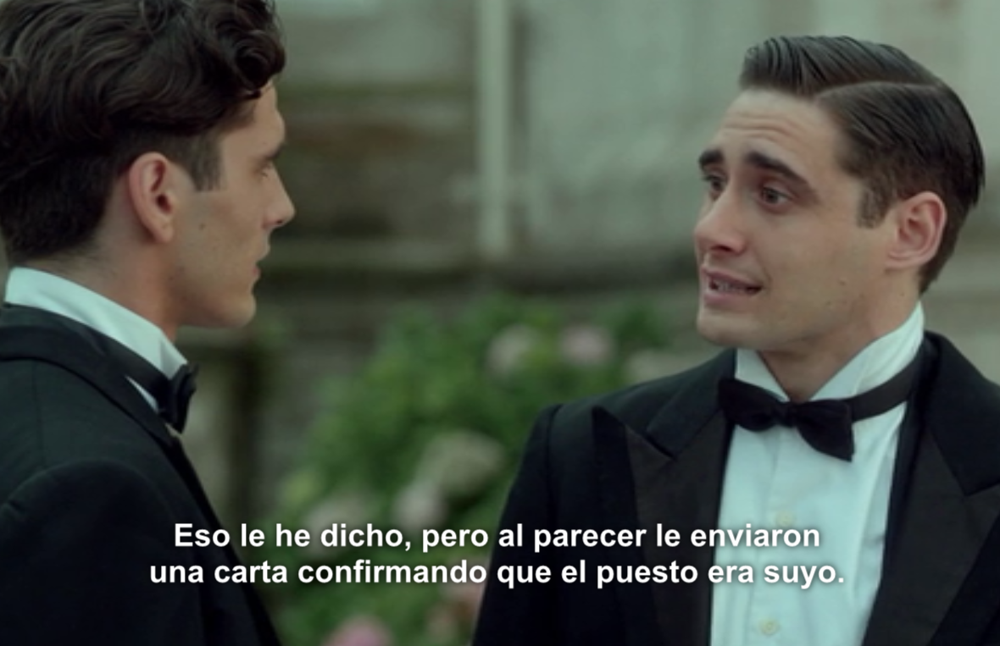 Eso le he dicho, pero al parecer le enviaron
una carta confirmando que el puesto era suyo.